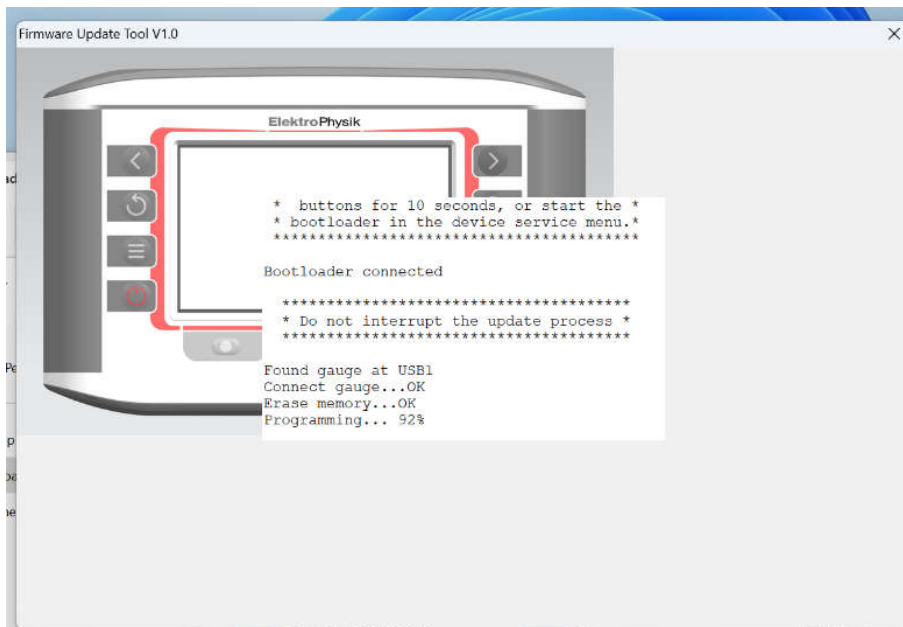 Firmware Update Tool V1.0
ElektroPhysik
* buttons for 10 seconds, or start the *
* bootloader in the device service menu.*
*****************************************
Bootloader connected
***************************************
* Do not interrupt the update process *
***************************************
Found gauge at USB1
Connect gauge...OK
Erase memory...OK
Programming... 92%